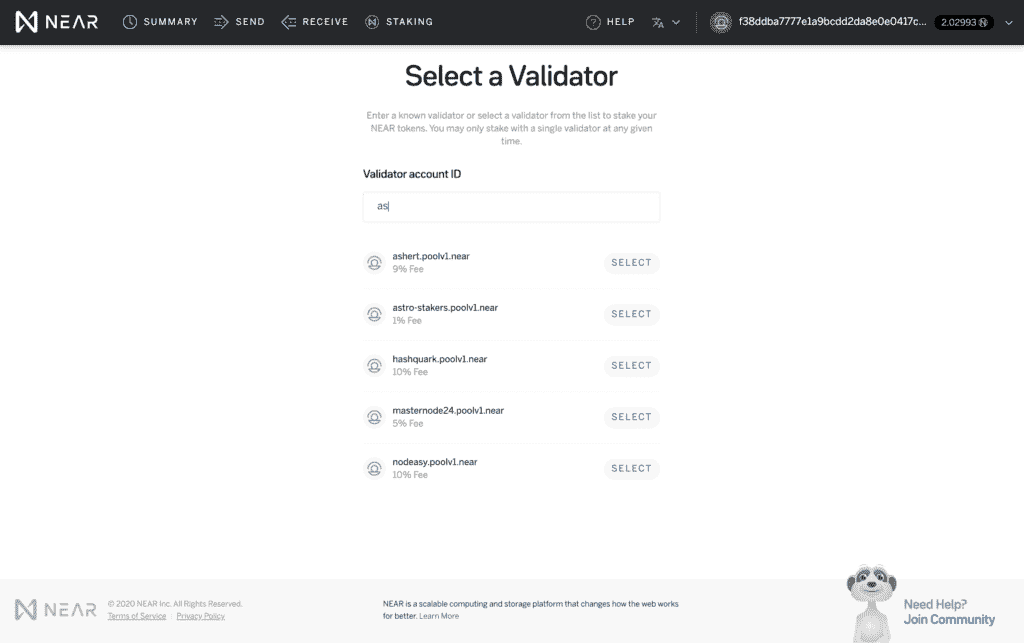 NEAR SUMMARY SEND RECEIVE STAKING HELP f38ddba7777e1a9bcdd2da8e0e0417c... 2.02993
Select a Validator
Enter a known validator or select a validator from the list to stake your
NEAR tokens. You may only stake with a single validator at any given
time.
Validator account ID
as
ashert.poolv1.near
9% Fee
SELECT
astro-stakers.poolv1.near
1% Fee
SELECT
hashquark.poolv1.near
10% Fee
SELECT
masternode24.poolv1.near
5% Fee
SELECT
nodeasy.poolv1.near
10% Fee
SELECT
NEAR
© 2020 NEAR Inc. All Rights Reserved.
Terms of Service | Privacy Policy
NEAR is a scalable computing and storage platform that changes how the web works
for better. Learn More
Need Help?
Join Community